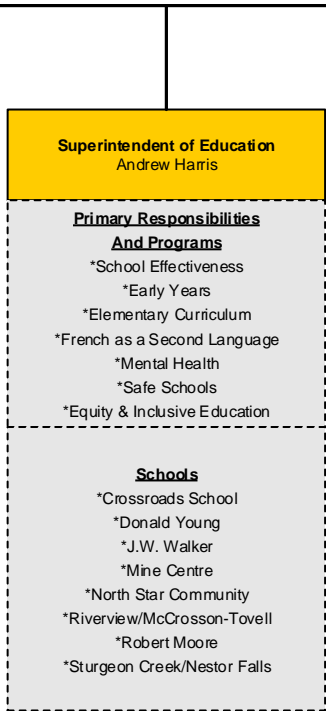 Superintendent of Education
Andrew Harris
Primary Responsibilities
And Programs
*School Effectiveness
*Early Years
*Elementary Curriculum
*French as a Second Language
*Mental Health
*Safe Schools
*Equity & Inclusive Education
Schools
*Crossroads School
*Donald Young
*J.W. Walker
*Mine Centre
*North Star Community
*Riverview/McCrosson-Tovell
*Robert Moore
*Sturgeon Creek/Nestor Falls